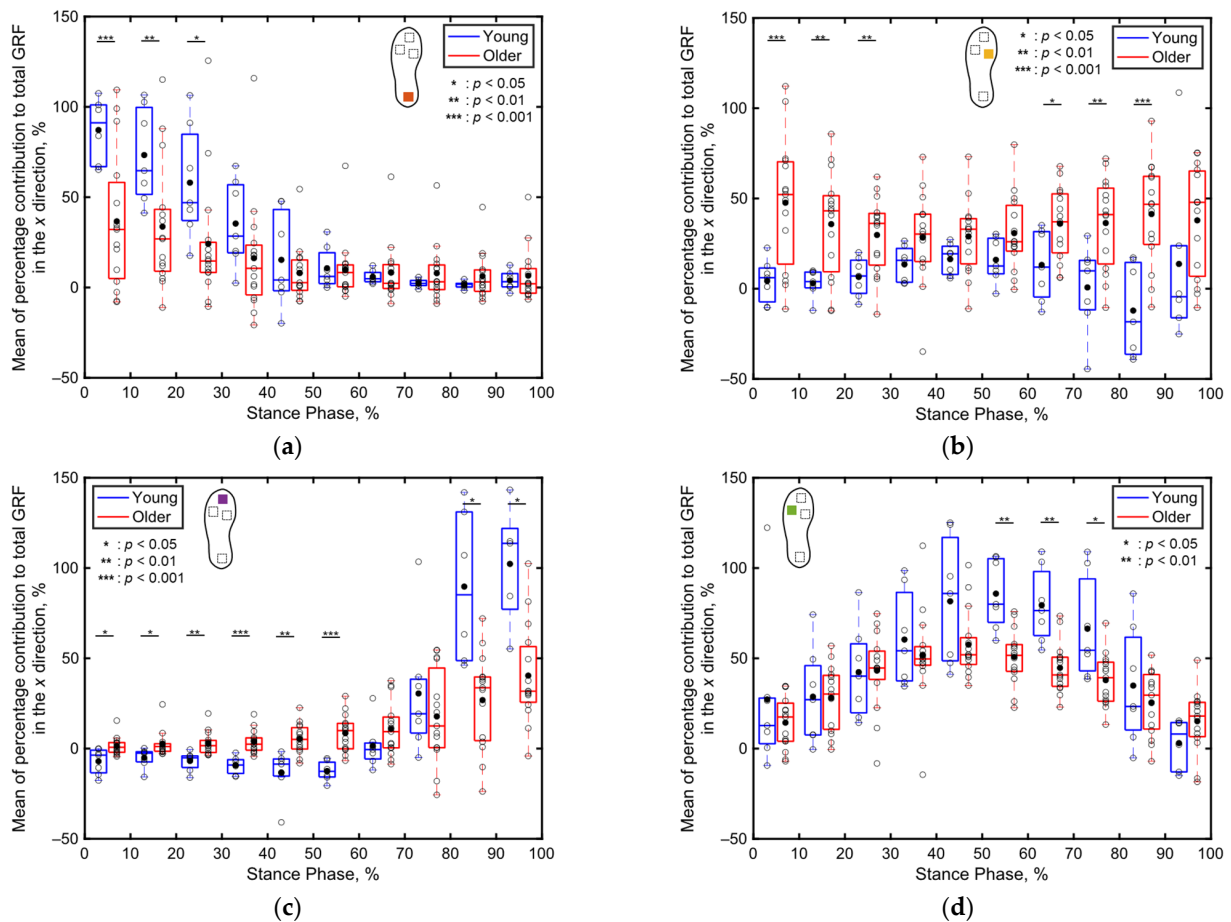 150
100
50
0
–50
Mean of percentage contribution to total GRF
in the x direction, %
*** ** *
Young
Older
* : p < 0.05
** : p < 0.01
*** : p < 0.001
0 10 20 30 40 50 60 70 80 90 100
Stance Phase, %
(a)
150
100
50
0
–50
Mean of percentage contribution to total GRF
in the x direction, %
*** ** **
* : p < 0.05
** : p < 0.01
*** : p < 0.001
Young
Older
* ** ***
0 10 20 30 40 50 60 70 80 90 100
Stance Phase, %
(b)
150
100
50
0
–50
Mean of percentage contribution to total GRF
in the x direction, %
Young
Older
* : p < 0.05
** : p < 0.01
*** : p < 0.001
* *
* * ** *** ** ***
0 10 20 30 40 50 60 70 80 90 100
Stance Phase, %
(c)
150
100
50
0
–50
Mean of percentage contribution to total GRF
in the x direction, %
Young
Older
** ** *
* : p < 0.05
** : p < 0.01
0 10 20 30 40 50 60 70 80 90 100
Stance Phase, %
(d)